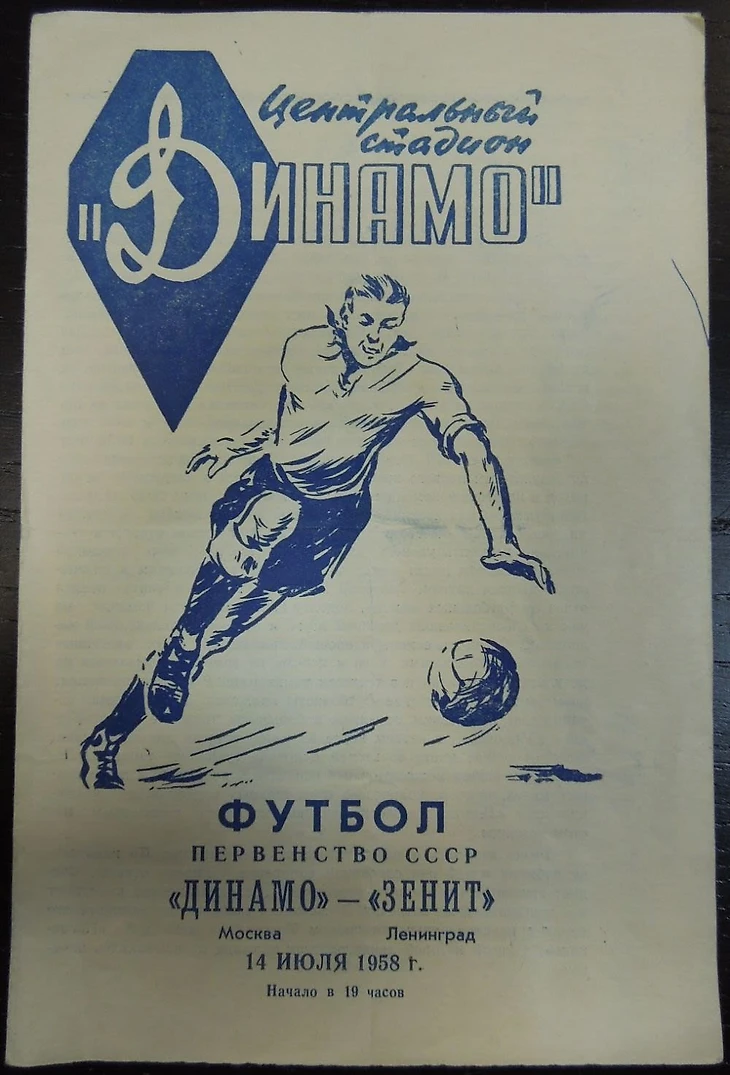 Центральный
стадион
"ДИНАМО"
ФУТБОЛ
ПЕРВЕНСТВО СССР
«ДИНАМО» — «ЗЕНИТ»
Москва Ленинград
14 ИЮЛЯ 1958 г.
Начало в 19 часов